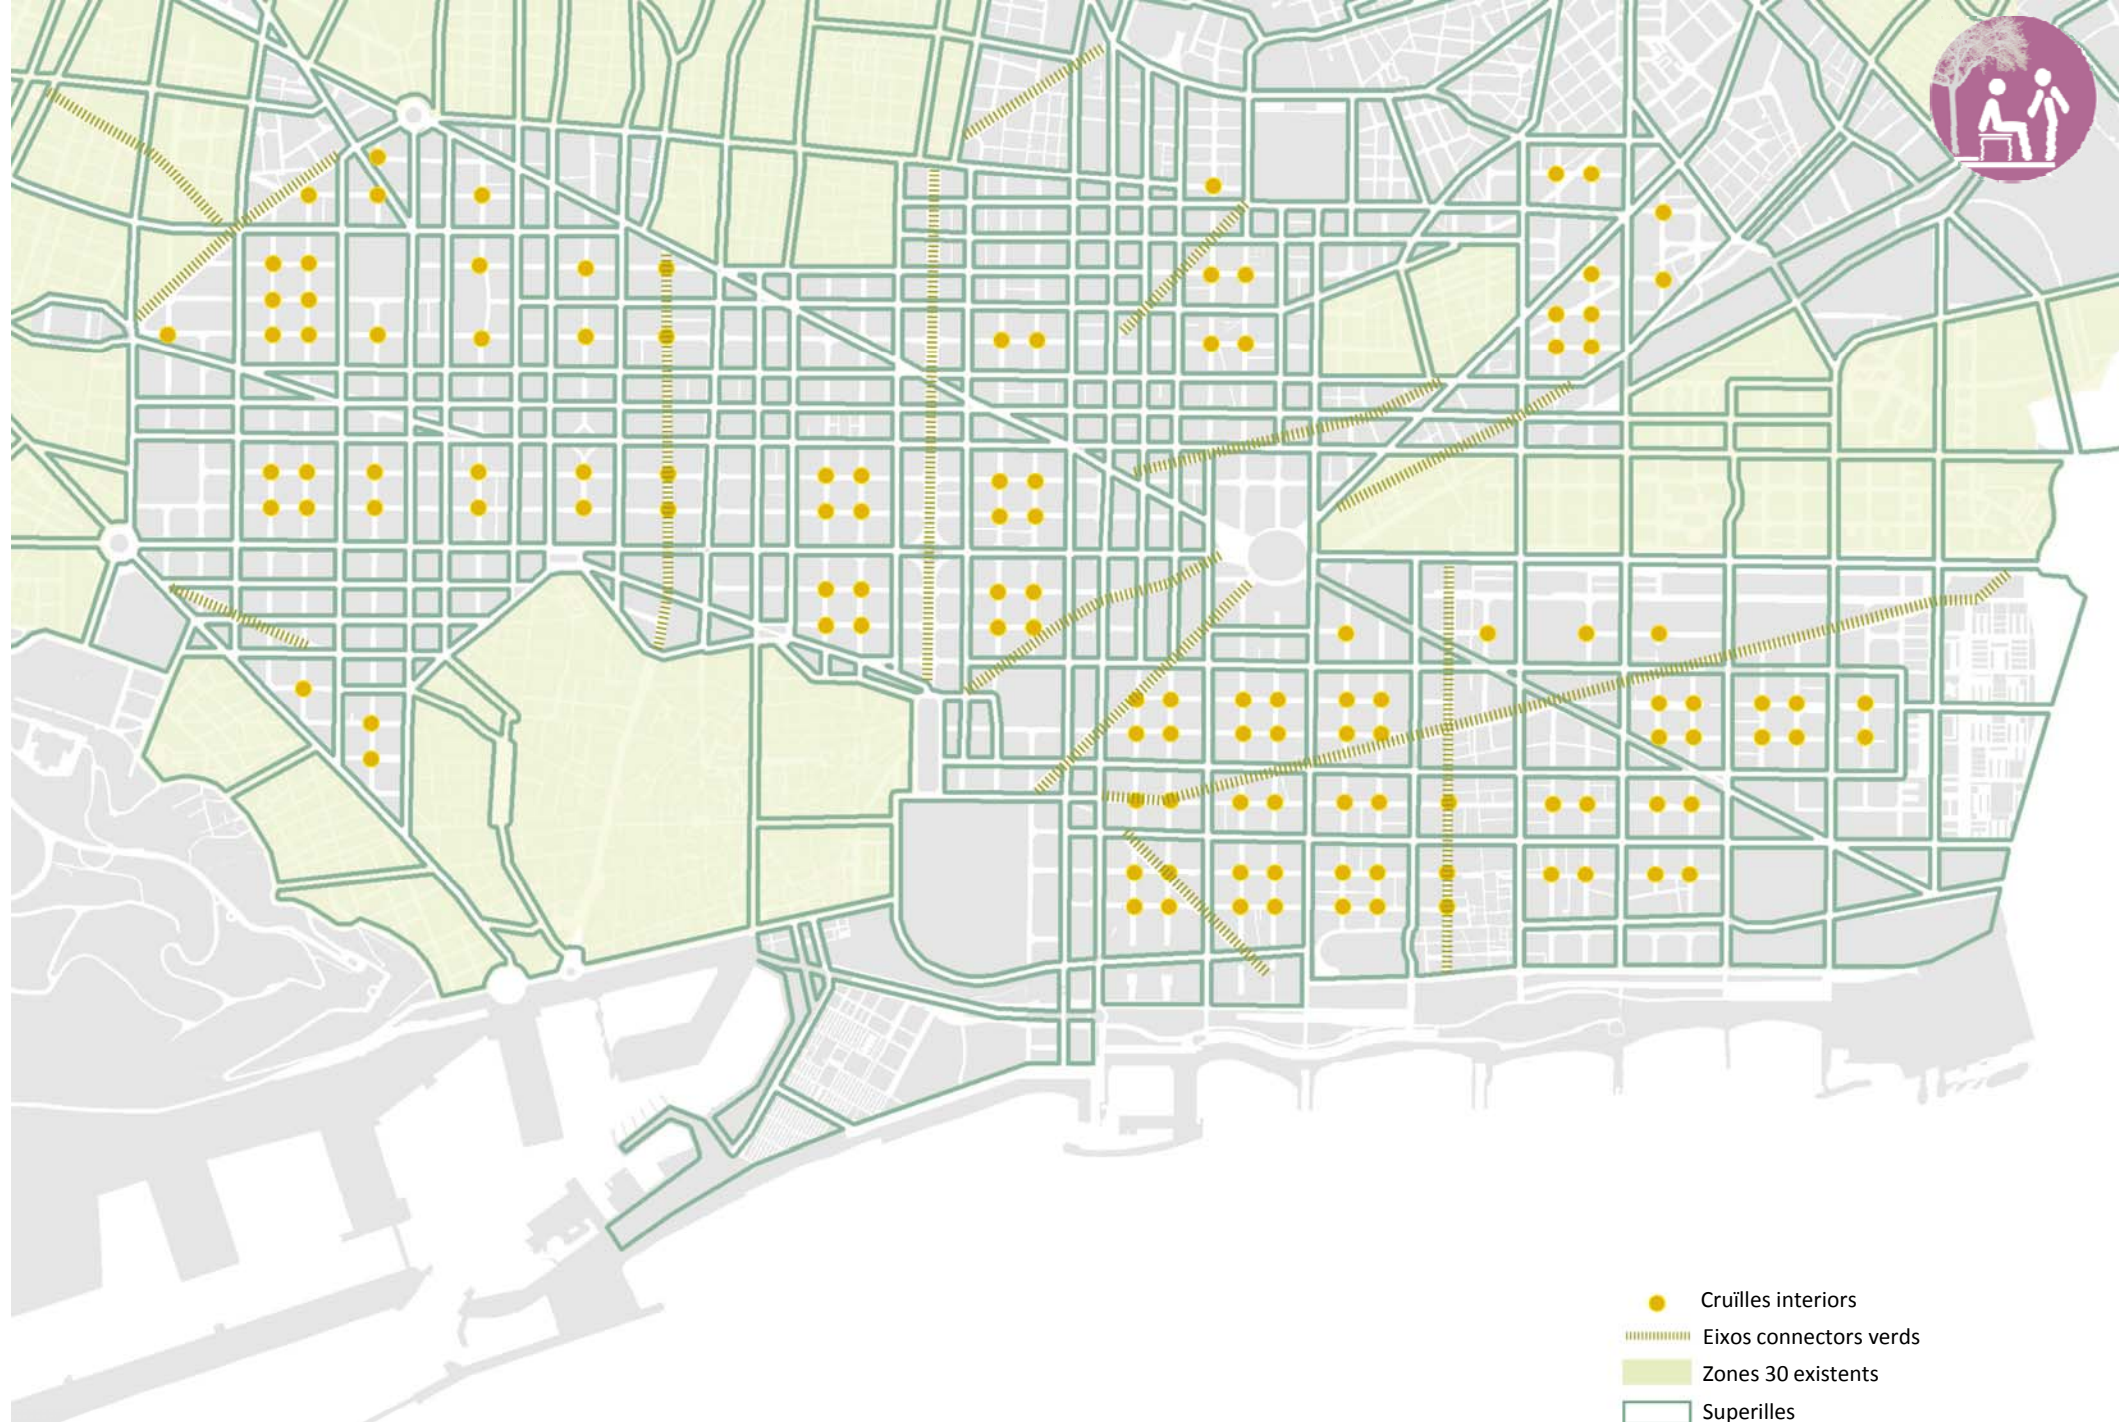 Cruïlles interiors
Eixos connectors verds
Zones 30 existents
Superilles